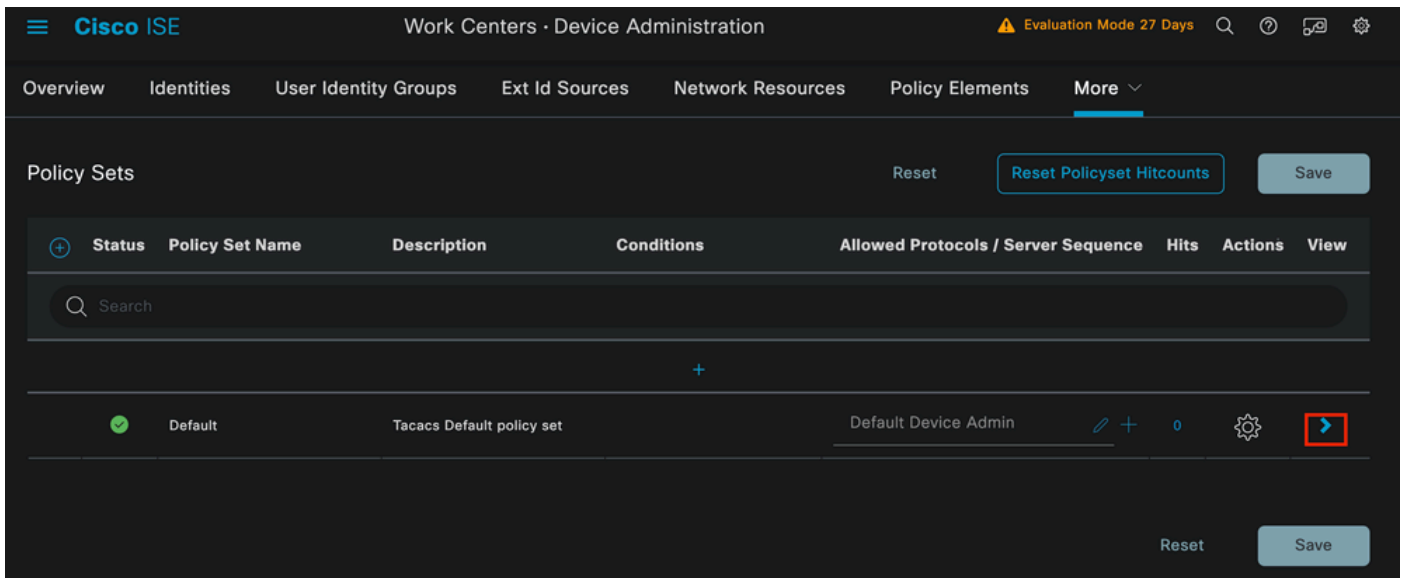 Cisco ISE
Work Centers · Device Administration
Evaluation Mode 27 Days
Overview Identities User Identity Groups Ext Id Sources Network Resources Policy Elements More
Policy Sets
Reset
Reset Policyset Hitcounts
Save
Status Policy Set Name Description Conditions Allowed Protocols / Server Sequence Hits Actions View
Search
Default Tacacs Default policy set Default Device Admin 0
Reset
Save